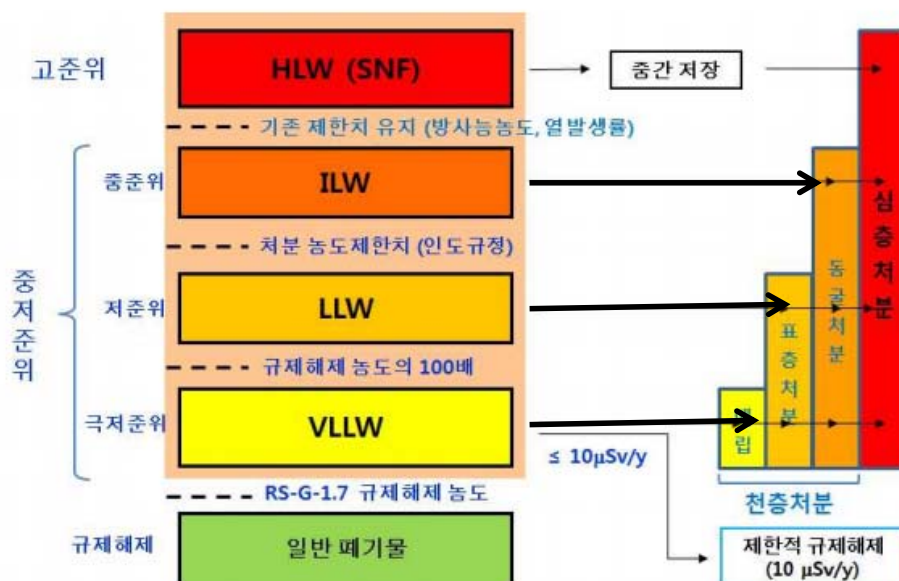 고준위
HLW (SNF)
중간 저장
기존 제한치 유지 (방사능농도, 열발생률)
중준위
ILW
처분 농도제한치 (인도규정)
중저준위
저준위
LLW
규제해제 농도의 100배
극저준위
VLLW
≤ 10μSv/y
RS-G-1.7 규제해제 농도
규제해제
일반 폐기물
표층처분
동굴처분
심층처분
천층처분
제한적 규제해제
(10 μSv/y)